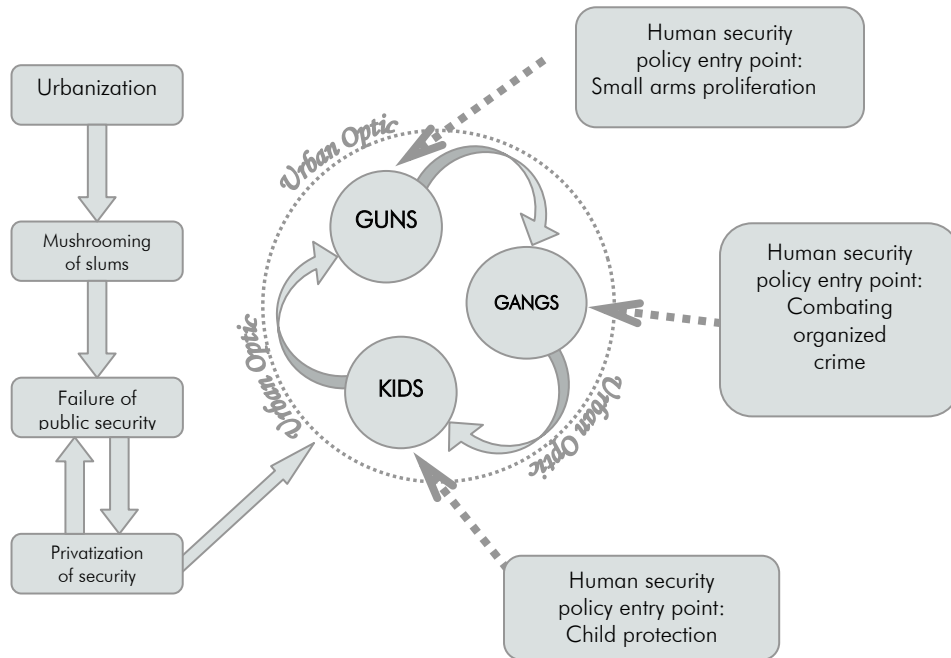 Human security
policy entry point:
Small arms proliferation
Urbanization
Urban Optic
GUNS
Mushrooming
of slums
Human security
policy entry point:
Combating
organized
crime
GANGS
Urban Optic
KIDS
Urban Optic
Failure of
public security
Privatization
of security
Human security
policy entry point:
Child protection